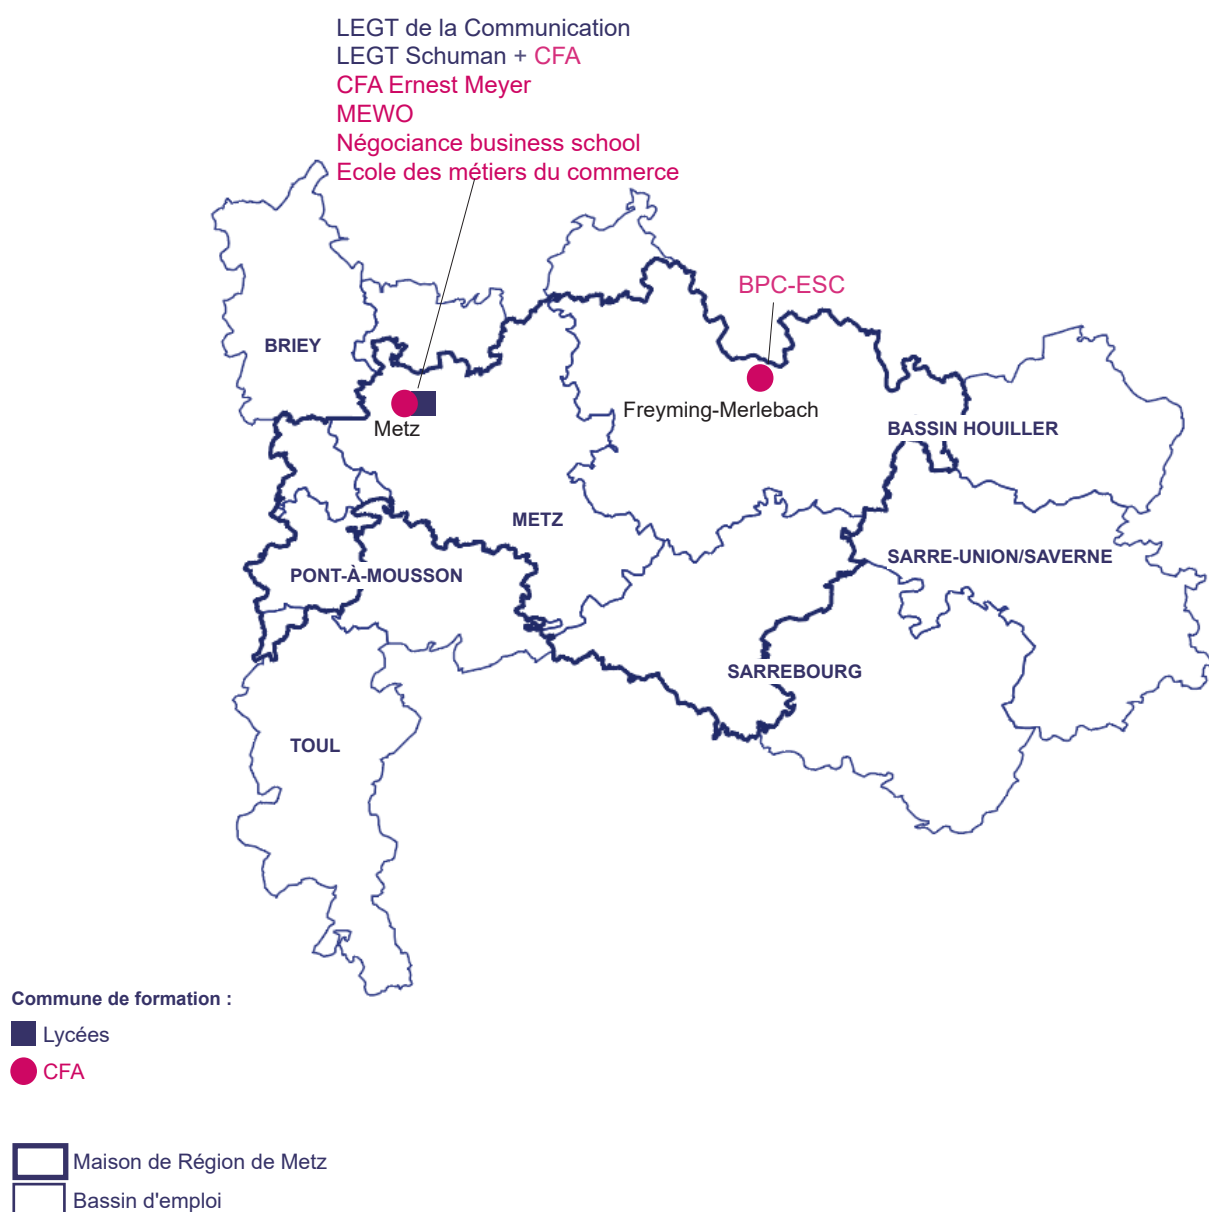 LEGT de la Communication
LEGT Schuman + CFA
CFA Ernest Meyer
MEWO
Négociance business school
Ecole des métiers du commerce
BPC-ESC
BRIEY
Metz
Freyming-Merlebach
BASSIN HOUILLER
METZ
SARRE-UNION/SAVERNE
PONT-À-MOUSSON
SARREBOURG
TOUL
Commune de formation :
Lycées
CFA
Maison de Région de Metz
Bassin d'emploi